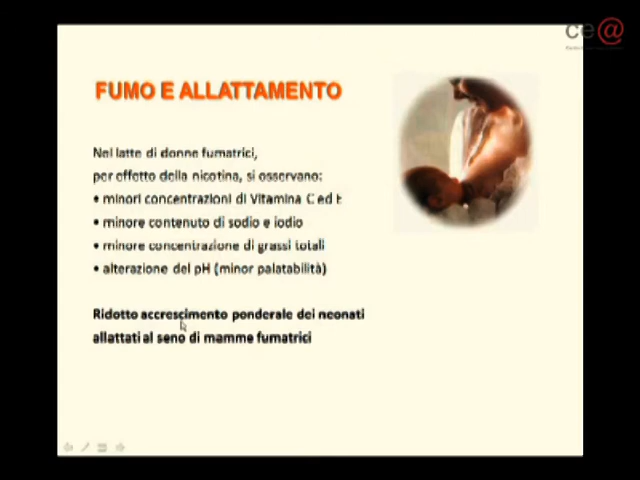 ce@
FUMO E ALLATTAMENTO
Nel latte di donne fumatrici,
per effetto della nicotina, si osservano:
• minori concentrazioni di Vitamina C ed E
• minore contenuto di sodio e iodio
• minore concentrazione di grassi totali
• alterazione del pH (minor palatabilità)
Ridotto accrescimento ponderale dei neonati
allattati al seno di mamme fumatrici